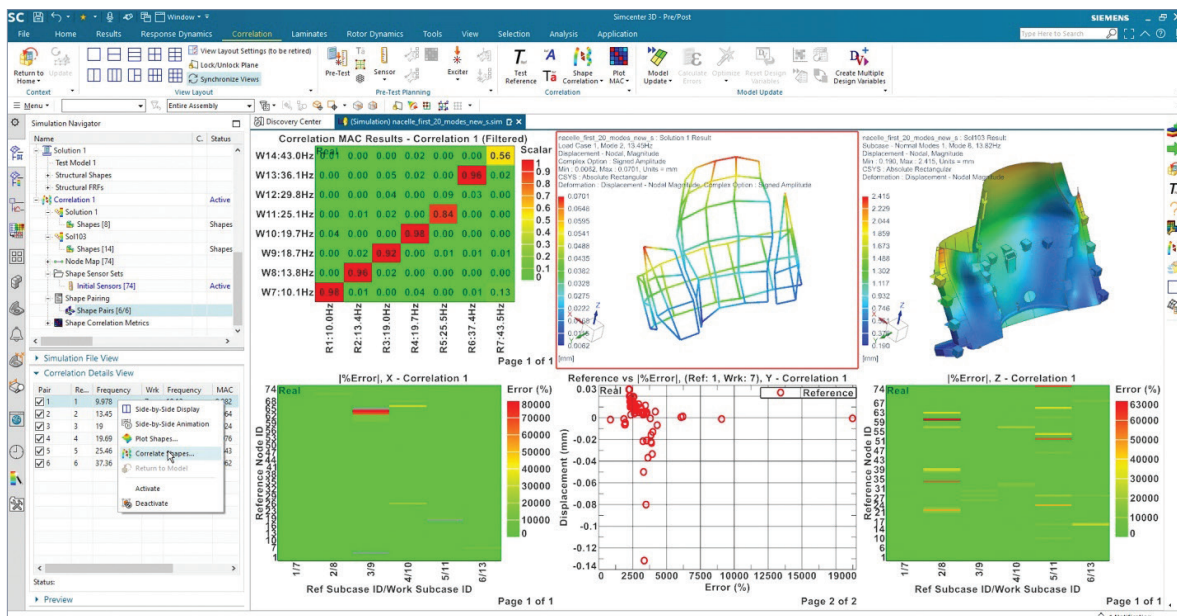 SC
Window
Simcenter 3D - Pre/Post
SIEMENS
File Home Results Response Dynamics Tools Correlation Laminates Rotor Dynamics Tools View Selection Analysis Application
Type Here to Search
Return to Home
Update
View Layout Settings (to be retired)
Lock/Unlock Plane
Synchronize Views
Pre-Test
Sensor
Exciter
Test Reference
Shape Correlation
Plot MAC
Model Update
Calculate Errors
Optimize
Reset Design Variables
Create Multiple Design Variables
Context
View Layout
Pre-Test Planning
Correlation
Model Update
Menu
Entire Assembly
Simulation Navigator
Name C. Status
Solution 1
Test Model 1
Structural Shapes
Structural FRFs
Correlation 1 Active
Solution 1
Shapes [8] Shapes
Sol103
Shapes [14] Shapes
Node Map [74]
Shape Sensor Sets
Initial Sensors [74] Active
Shape Pairing
Shape Pairs [6/6]
Shape Correlation Metrics
Simulation File View
Correlation Details View
Pair Re... Frequency Wrk Frequency MAC
1 1 9.978
2 2 13.45
3 3 19
4 4 19.69
5 5 25.46
6 6 37.36
Side-by-Side Display
Side-by-Side Animation
Plot Shapes...
Correlate Shapes...
Return to Model
Activate
Deactivate
Status:
Preview
Discovery Center
(Simulation) nacelle_first_20_modes_new_s.sim
Correlation MAC Results - Correlation 1 (Filtered)
Real
Scalar
W14:43.0Hz 0.01 0.00 0.09 0.02 0.00 0.00 0.56
W13:36.1Hz 0.00 0.00 0.03 0.00 0.00 0.96 0.02
W12:29.8Hz 0.00 0.00 0.04 0.00 0.09 0.03 0.00
W11:25.1Hz 0.00 0.01 0.02 0.00 0.84 0.00 0.00
W10:19.7Hz 0.04 0.00 0.00 0.98 0.00 0.00 0.00
W9:18.7Hz 0.00 0.02 0.92 0.00 0.01 0.01 0.01
W8:13.8Hz 0.00 0.96 0.02 0.00 0.00 0.00 0.00
W7:10.1Hz 0.98 0.01 0.00 0.04 0.00 0.01 0.13
R1:10.0Hz
R2:13.4Hz
R3:19.0Hz
R4:19.7Hz
R5:25.5Hz
R6:37.4Hz
R7:43.5Hz
1
0.9
0.8
0.7
0.6
0.5
0.4
0.3
0.2
0.1
0
Page 1 of 1
nacelle_first_20_modes_new_s : Solution 1 Result
Load Case 1, Mode 2, 13.45Hz
Displacement - Nodal, Magnitude
Complex Option : Signed Amplitude
Min : 0.0062, Max : 0.0701, Units = mm
CSYS : Absolute Rectangular
Deformation : Displacement - Nodal Magnitude, Complex Option : Signed Amplitude
0.0701
0.0648
0.0595
0.0541
0.0488
0.0435
0.0382
0.0328
0.0275
0.0222
0.0062
[mm]
nacelle_first_20_modes_new_s : Sol103 Result
Subcase - Normal Modes 1, Mode 8, 13.82Hz
Displacement - Nodal, Magnitude
Min : 0.190, Max : 2.415, Units = mm
CSYS : Absolute Rectangular
Deformation : Displacement - Nodal Magnitude
2.415
2.229
2.044
1.859
1.673
1.488
1.302
1.117
0.932
0.746
0.190
[mm]
|%Error|, X - Correlation 1
Real
Error (%)
80000
70000
60000
50000
40000
30000
20000
10000
0
Reference Node ID
1/7 2/8 3/9 4/10 5/11 6/13
Ref Subcase ID/Work Subcase ID
Page 1 of 1
Reference vs |%Error|, (Ref: 1, Wrk: 7), Y - Correlation 1
Real
Reference
Displacement (mm)
0.03
0
-0.02
-0.04
-0.06
-0.08
-0.1
-0.12
-0.14
0 2500 5000 7500 10000 12500 15000 19000
Error (%)
Page 2 of 2
|%Error|, Z - Correlation 1
Real
Error (%)
63000
50000
40000
30000
20000
10000
0
Reference Node ID
1/7 2/8 3/9 4/10 5/11 6/13
Ref Subcase ID/Work Subcase ID
Page 1 of 1